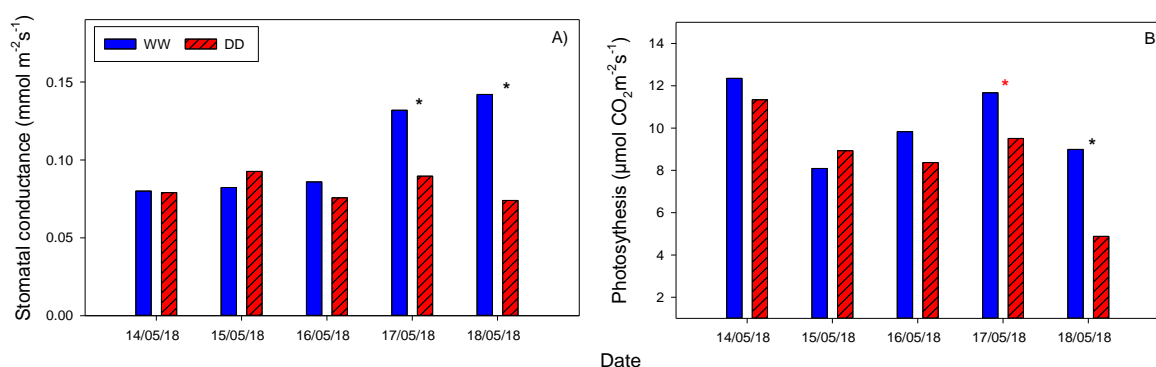 Stomatal conductance (mmol m⁻²s⁻¹)
WW DD
A)
*
*
0.15
0.10
0.05
0.00
14/05/18 15/05/18 16/05/18 17/05/18 18/05/18
Photosythesis (μmol CO₂m⁻²s⁻¹)
B
*
*
14
12
10
8
6
4
2
14/05/18 15/05/18 16/05/18 17/05/18 18/05/18
Date